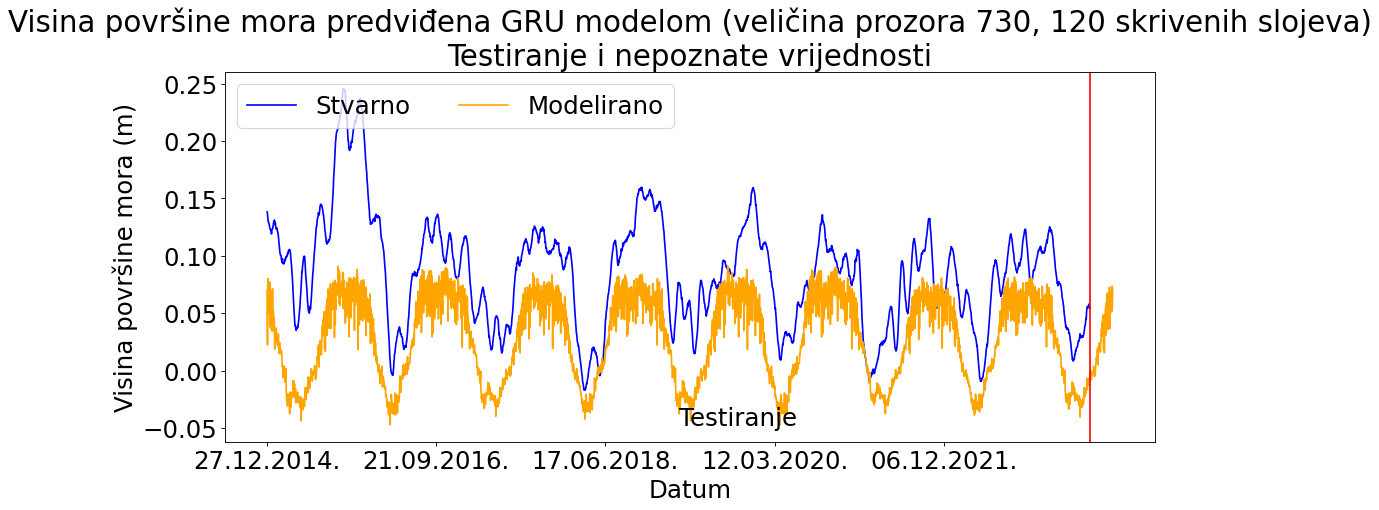 Visina površine mora predviđena GRU modelom (veličina prozora 730, 120 skrivenih slojeva)
Testiranje i nepoznate vrijednosti
Stvarno Modelirano
Visina površine mora (m)
0.25
0.20
0.15
0.10
0.05
0.00
−0.05
Testiranje
27.12.2014. 21.09.2016. 17.06.2018. 12.03.2020. 06.12.2021.
Datum